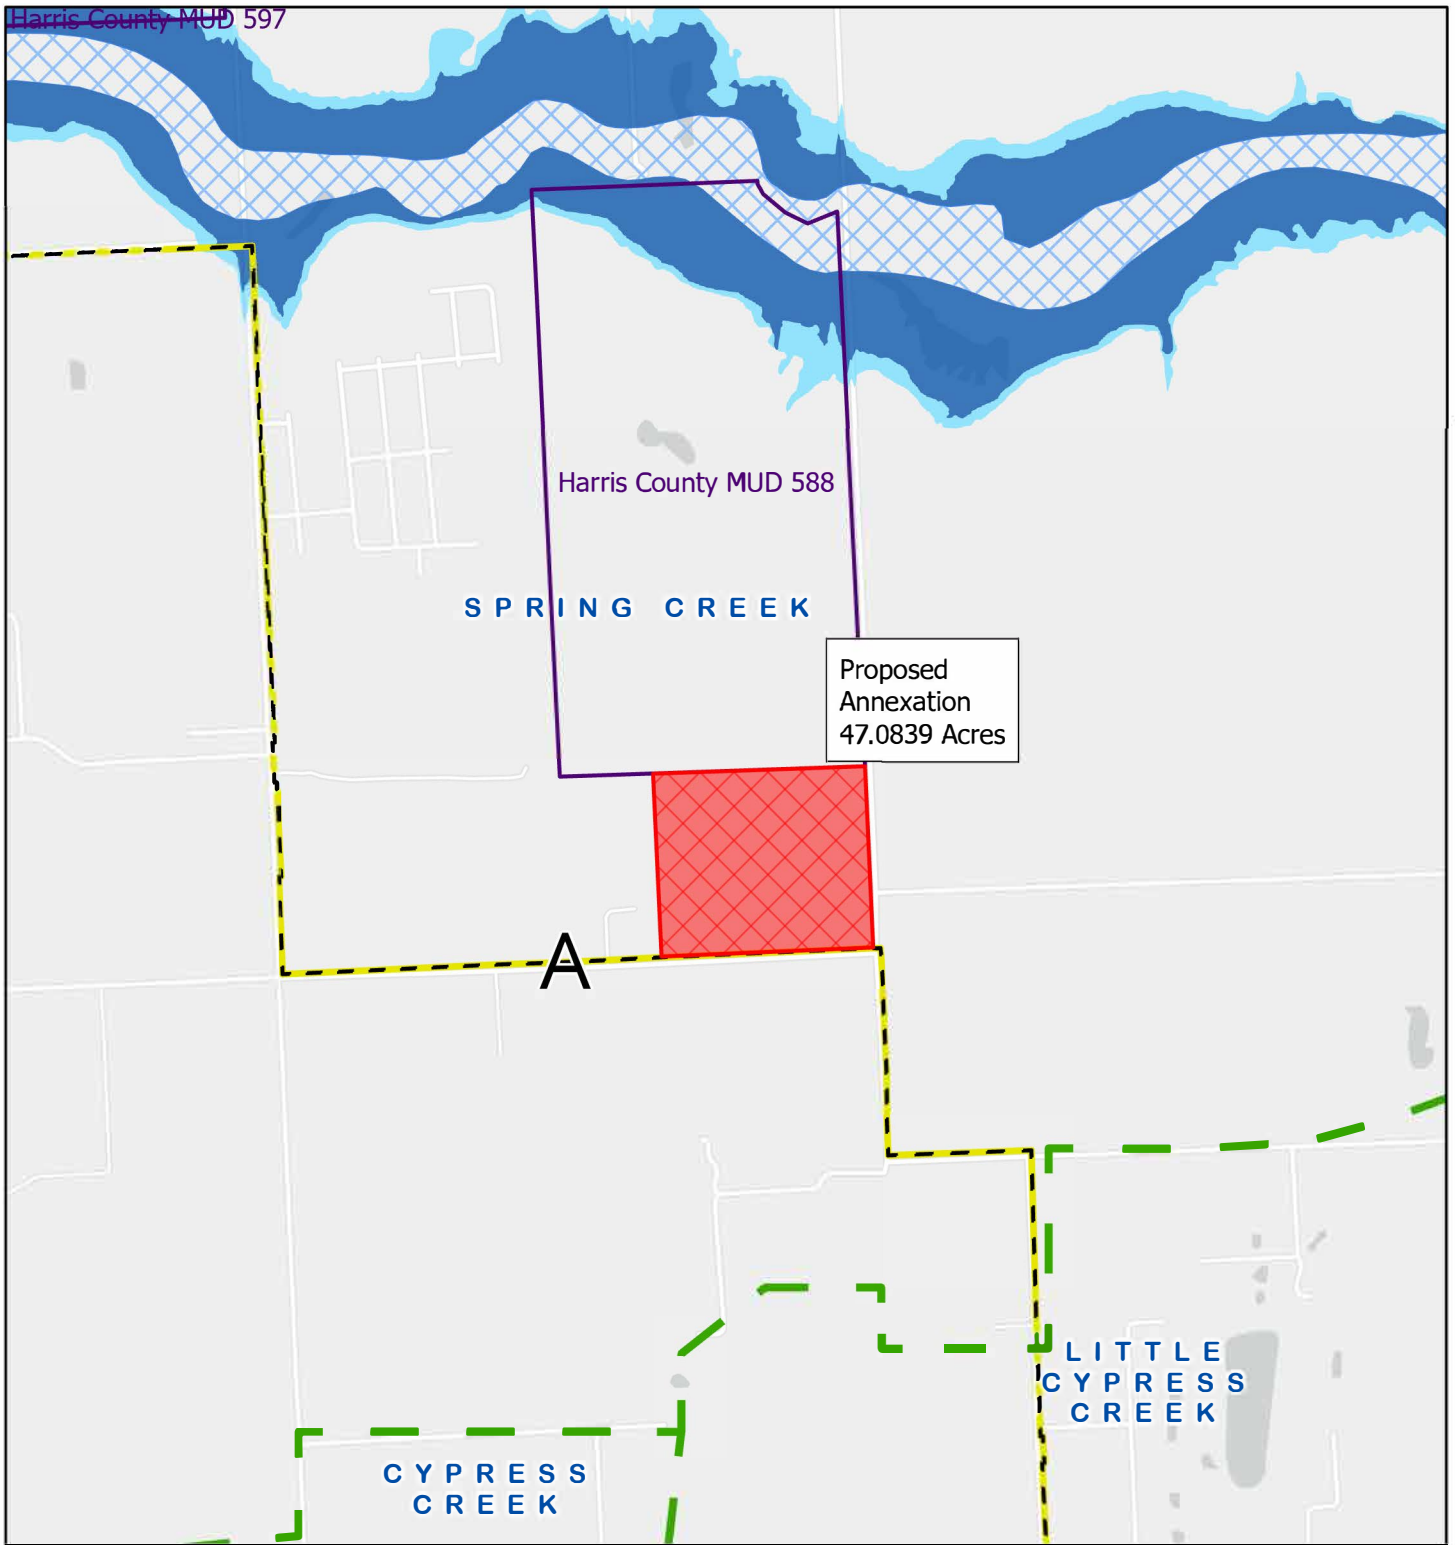 Harris County MUD 597
Harris County MUD 588
SPRING CREEK
Proposed
Annexation
47.0839 Acres
A
LITTLE
CYPRESS
CREEK
CYPRESS
CREEK